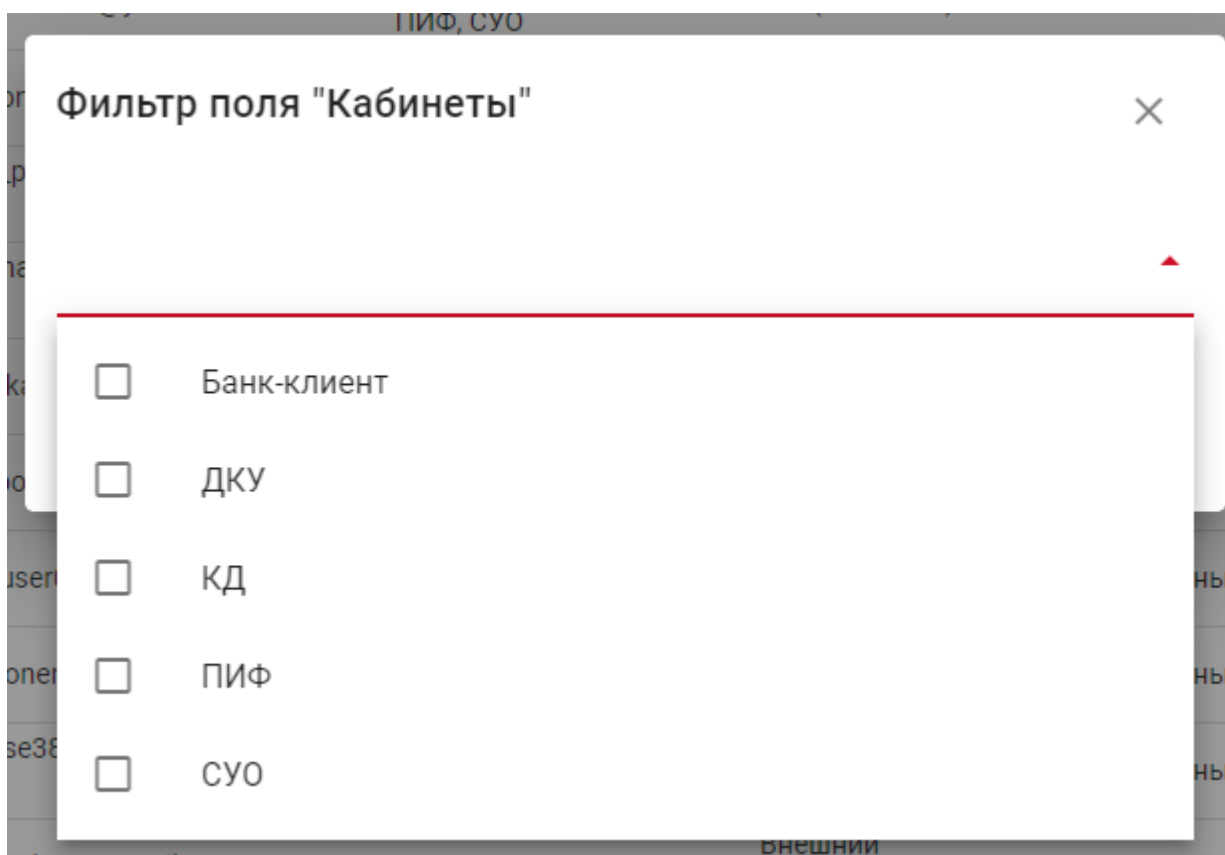 ПИФ, СУО
Фильтр поля "Кабинеты"
Банк-клиент
ДКУ
КД
ПИФ
СУО
Внешний